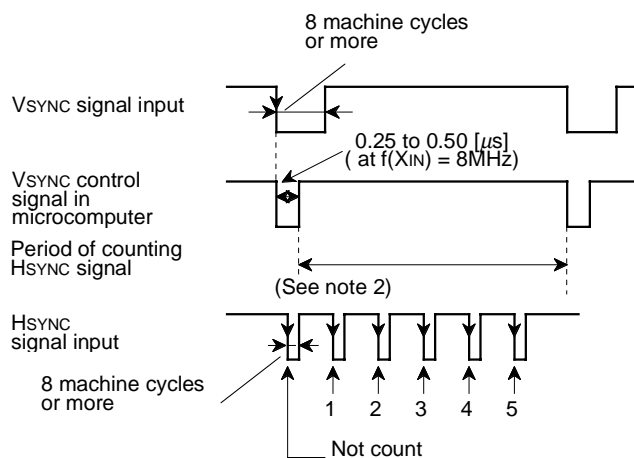 8 machine cycles
or more
VSYNC signal input
0.25 to 0.50 [μs]
( at f(XIN) = 8MHz)
VSYNC control
signal in
microcomputer
Period of counting
HSYNC signal
(See note 2)
HSYNC
signal input
8 machine cycles
or more
1 2 3 4 5
Not count